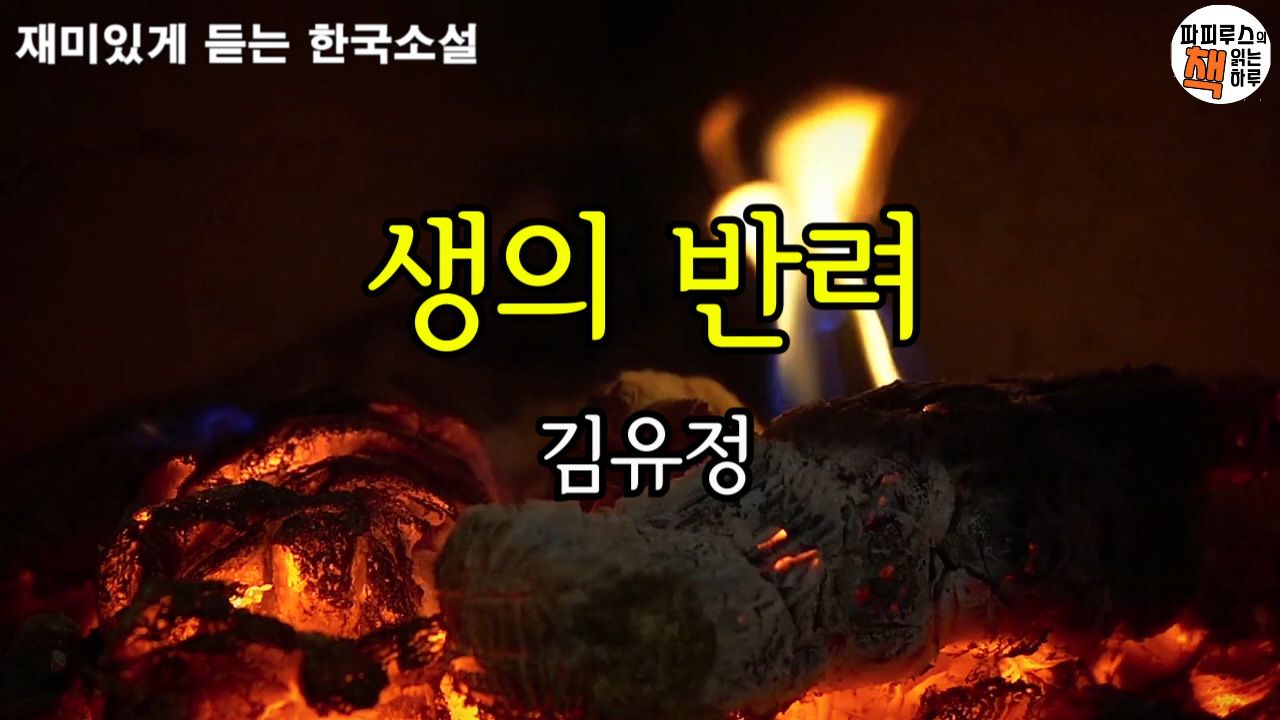 재미있게 듣는 한국소설
파피루스의
책 읽는
하루
생의 반려
김유정